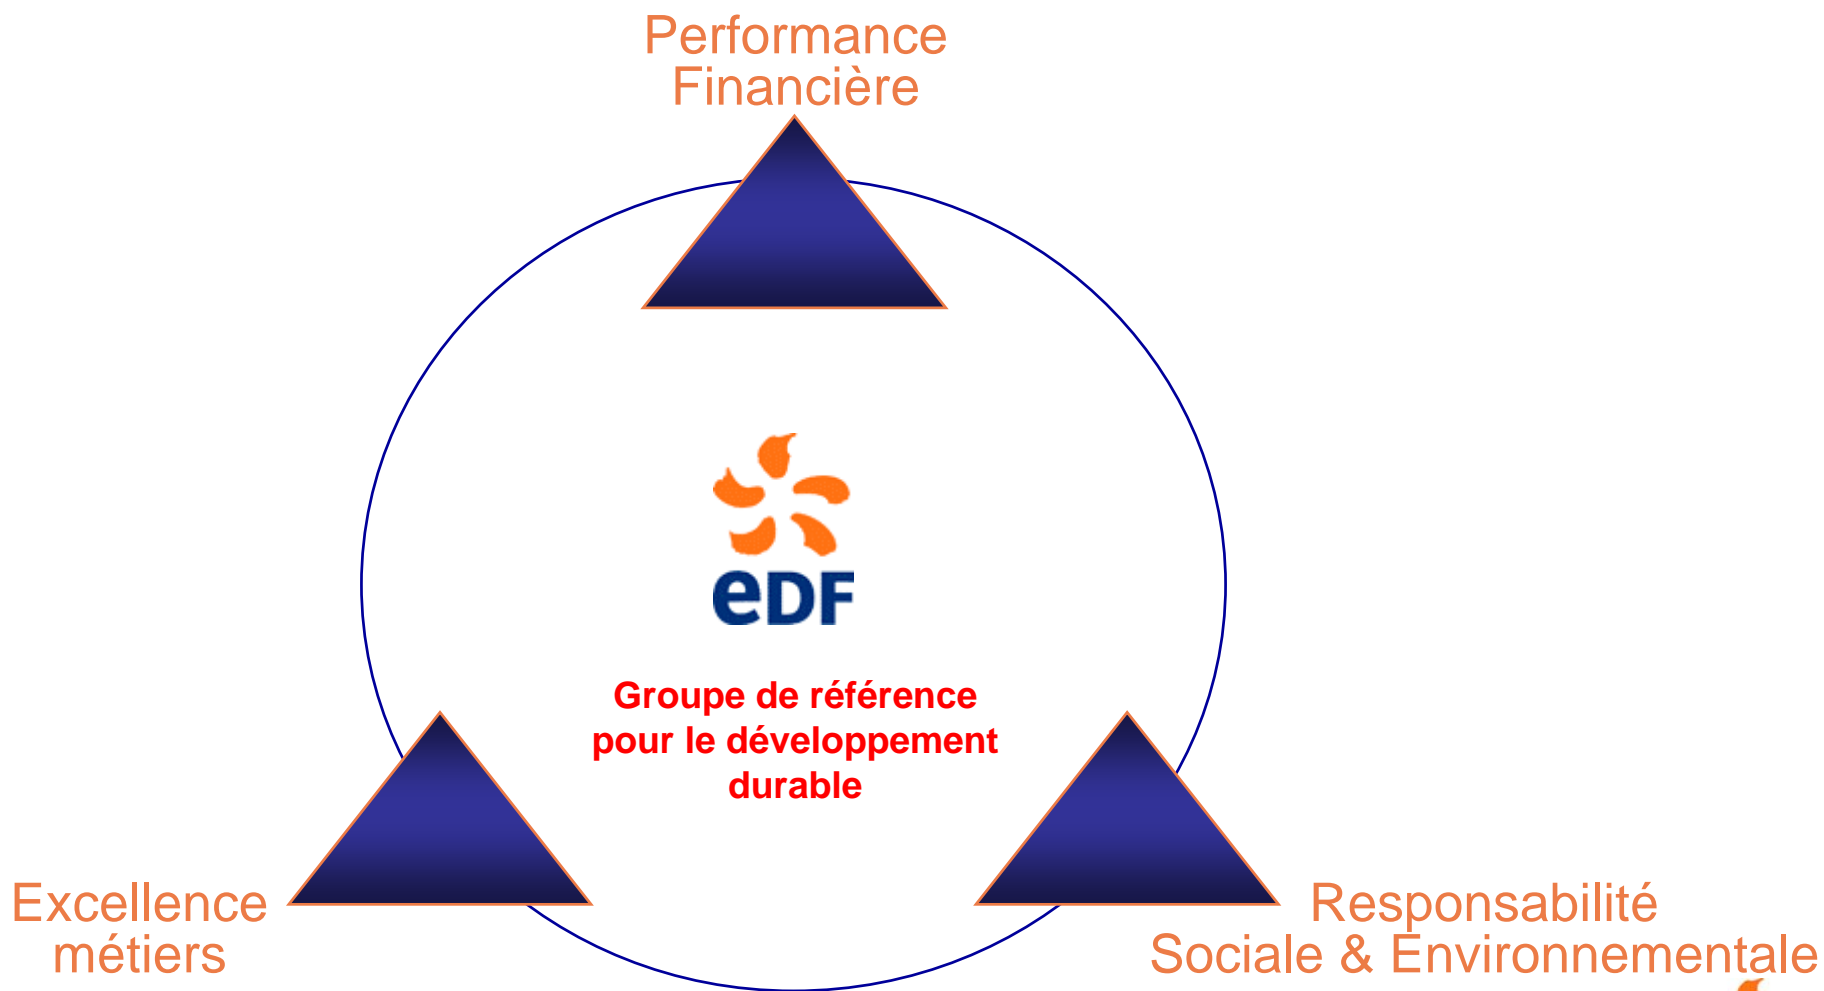 Performance
Financière
eDF
Groupe de référence
pour le développement
durable
Excellence
métiers
Responsabilité
Sociale & Environnementale